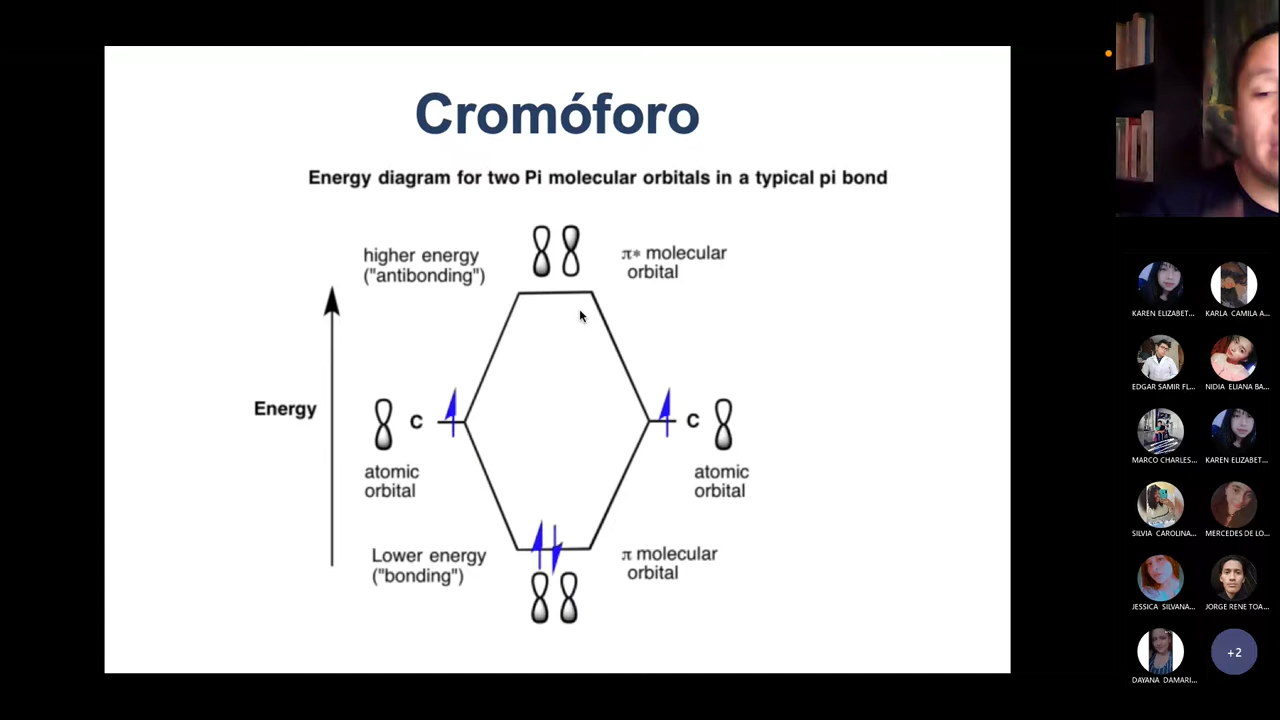 Cromóforo
Energy diagram for two Pi molecular orbitals in a typical pi bond
higher energy
("antibonding")
π* molecular
orbital
Energy
C
C
atomic
orbital
atomic
orbital
Lower energy
("bonding")
π molecular
orbital
KAREN ELIZABET...
KARLA CAMILA A...
EDGAR SAMIR FL...
NIDIA ELIANA BA...
MARCO CHARLES...
KAREN ELIZABET...
SILVIA CAROLINA...
MERCEDES DE LO...
JESSICA SILVANA...
JORGE RENE TOA...
DAYANA DAMARI...
+2